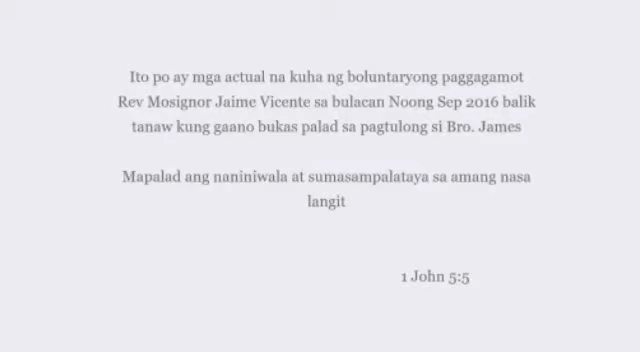 Ito po ay mga actual na kuha ng boluntaryong paggagamot
Rev Mosignor Jaime Vicente sa bulacan Noong Sep 2016 balik
tanaw kung gaano bukas palad sa pagtulong si Bro. James
Mapalad ang naniniwala at sumasampalataya sa amang nasa
langit
1 John 5:5